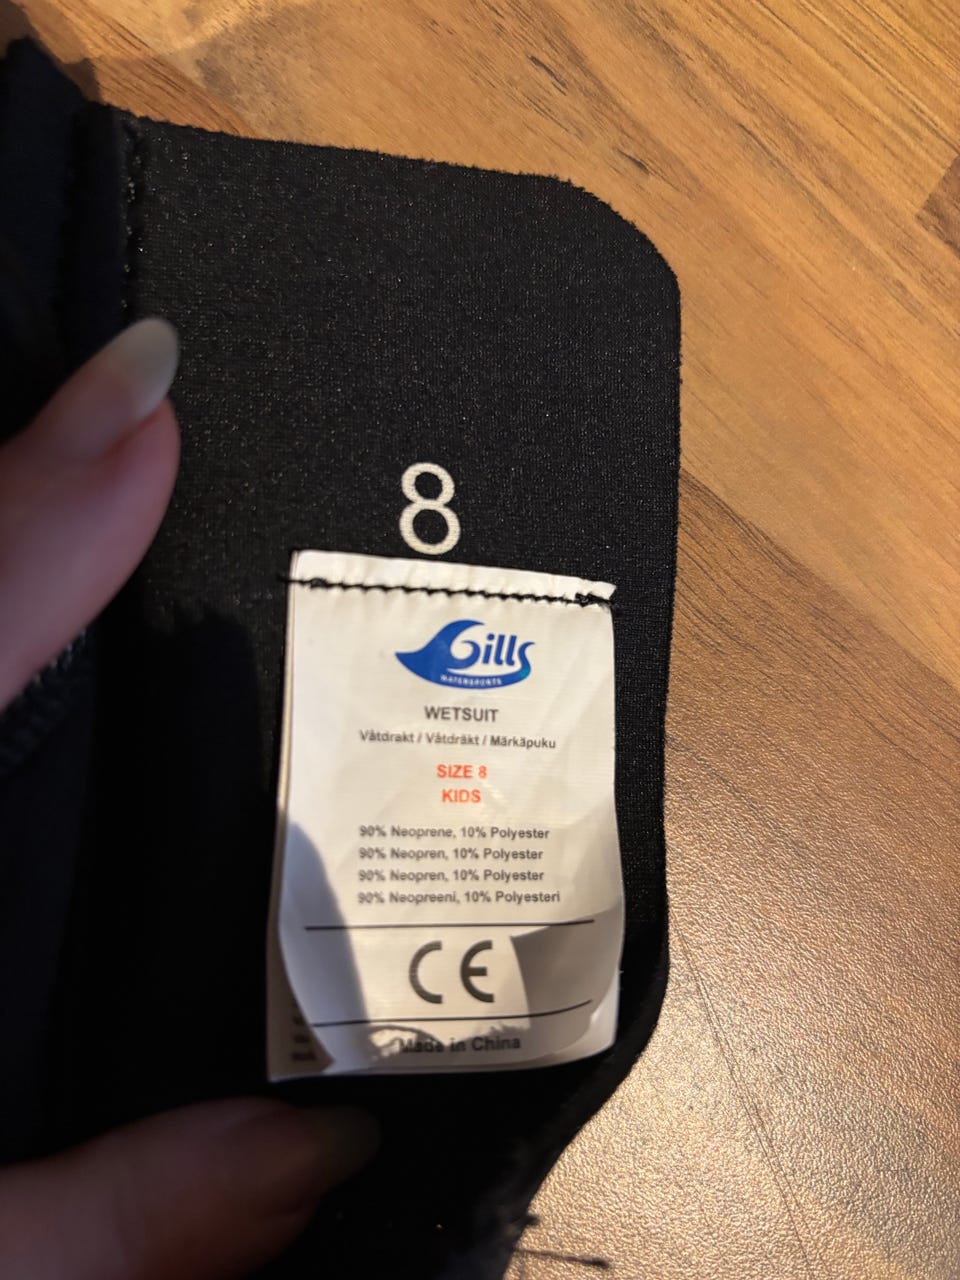 8
Gills
WATERSPORTS
WETSUIT
Våtdrakt / Våtdräkt / Märkäpuku
SIZE 8
KIDS
90% Neoprene, 10% Polyester
90% Neopren, 10% Polyester
90% Neopren, 10% Polyester
90% Neopreeni, 10% Polyesteri
CE
Made in China